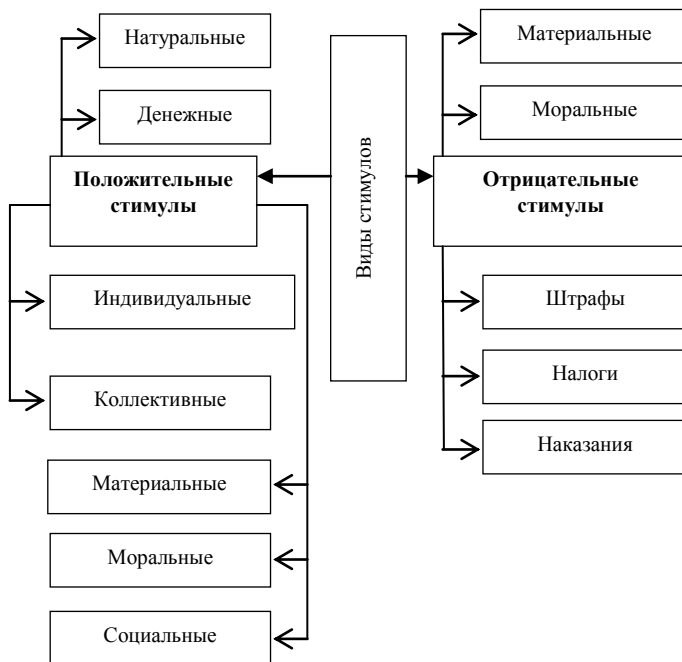 Натуральные
Денежные
Положительные
стимулы
Индивидуальные
Коллективные
Материальные
Моральные
Социальные
Виды стимулов
Материальные
Моральные
Отрицательные
стимулы
Штрафы
Налоги
Наказания